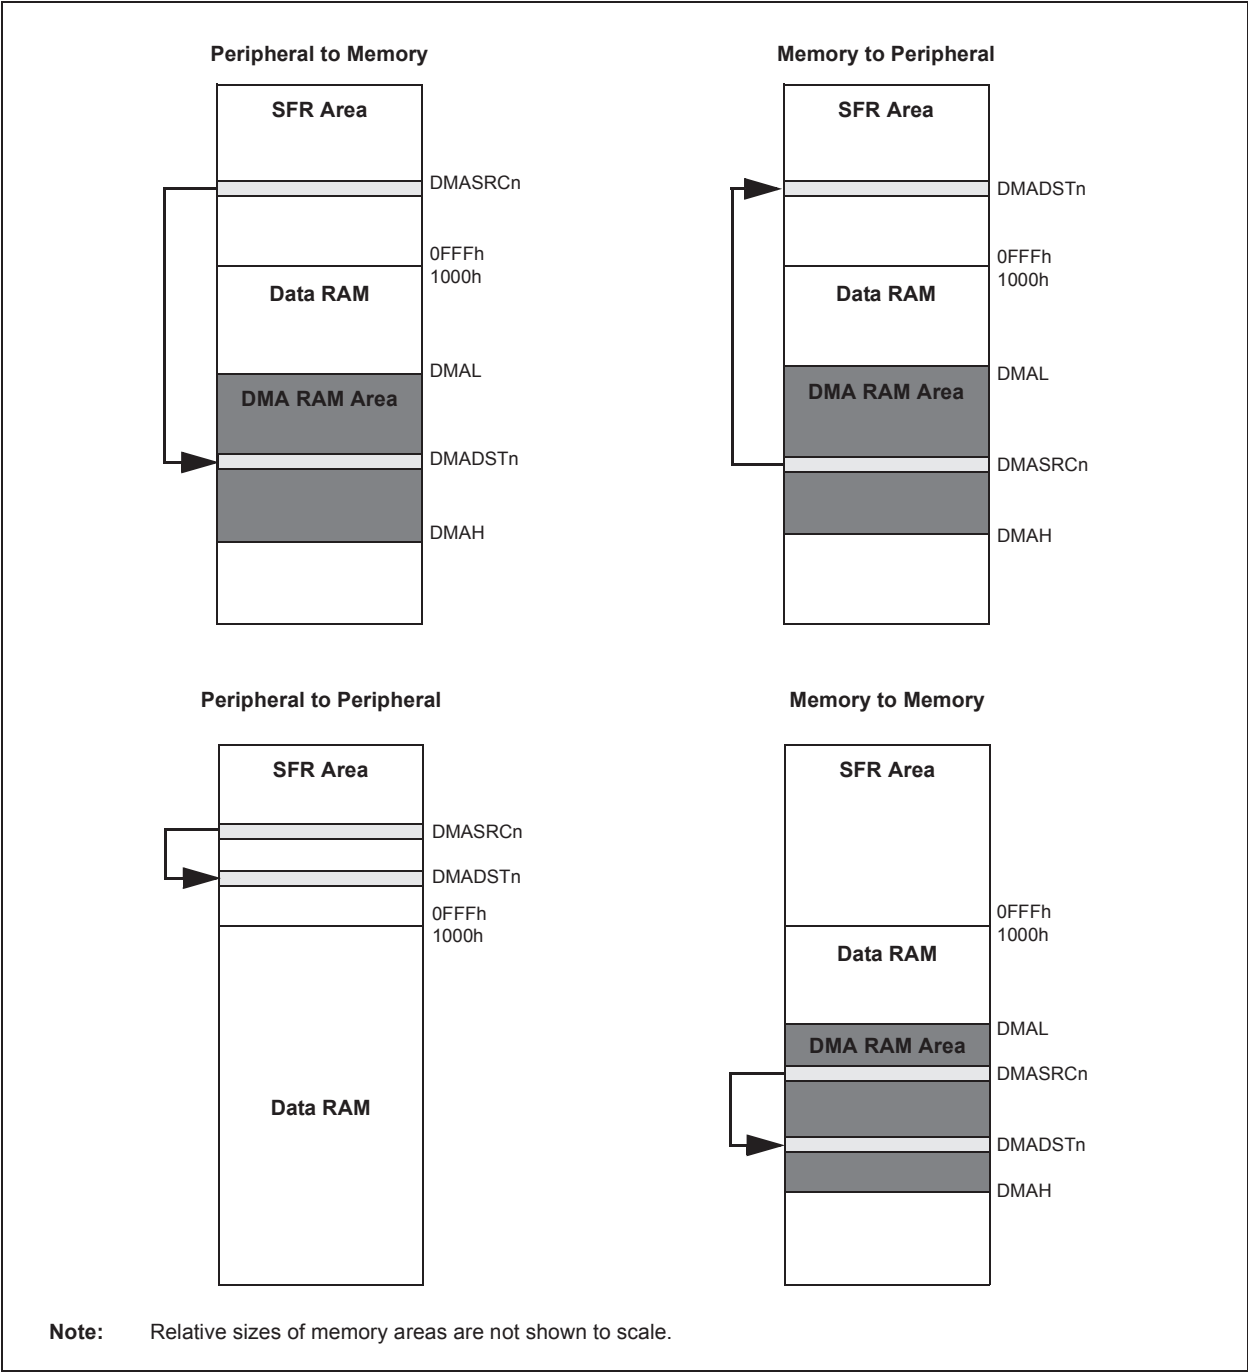 Peripheral to Memory
SFR Area
DMASRCn
0FFFh
1000h
Data RAM
DMAL
DMA RAM Area
DMADSTn
DMAH
Memory to Peripheral
SFR Area
DMADSTn
0FFFh
1000h
Data RAM
DMAL
DMA RAM Area
DMASRCn
DMAH
Peripheral to Peripheral
SFR Area
DMASRCn
DMADSTn
0FFFh
1000h
Data RAM
Memory to Memory
SFR Area
0FFFh
1000h
Data RAM
DMAL
DMA RAM Area
DMASRCn
DMADSTn
DMAH
Note: Relative sizes of memory areas are not shown to scale.